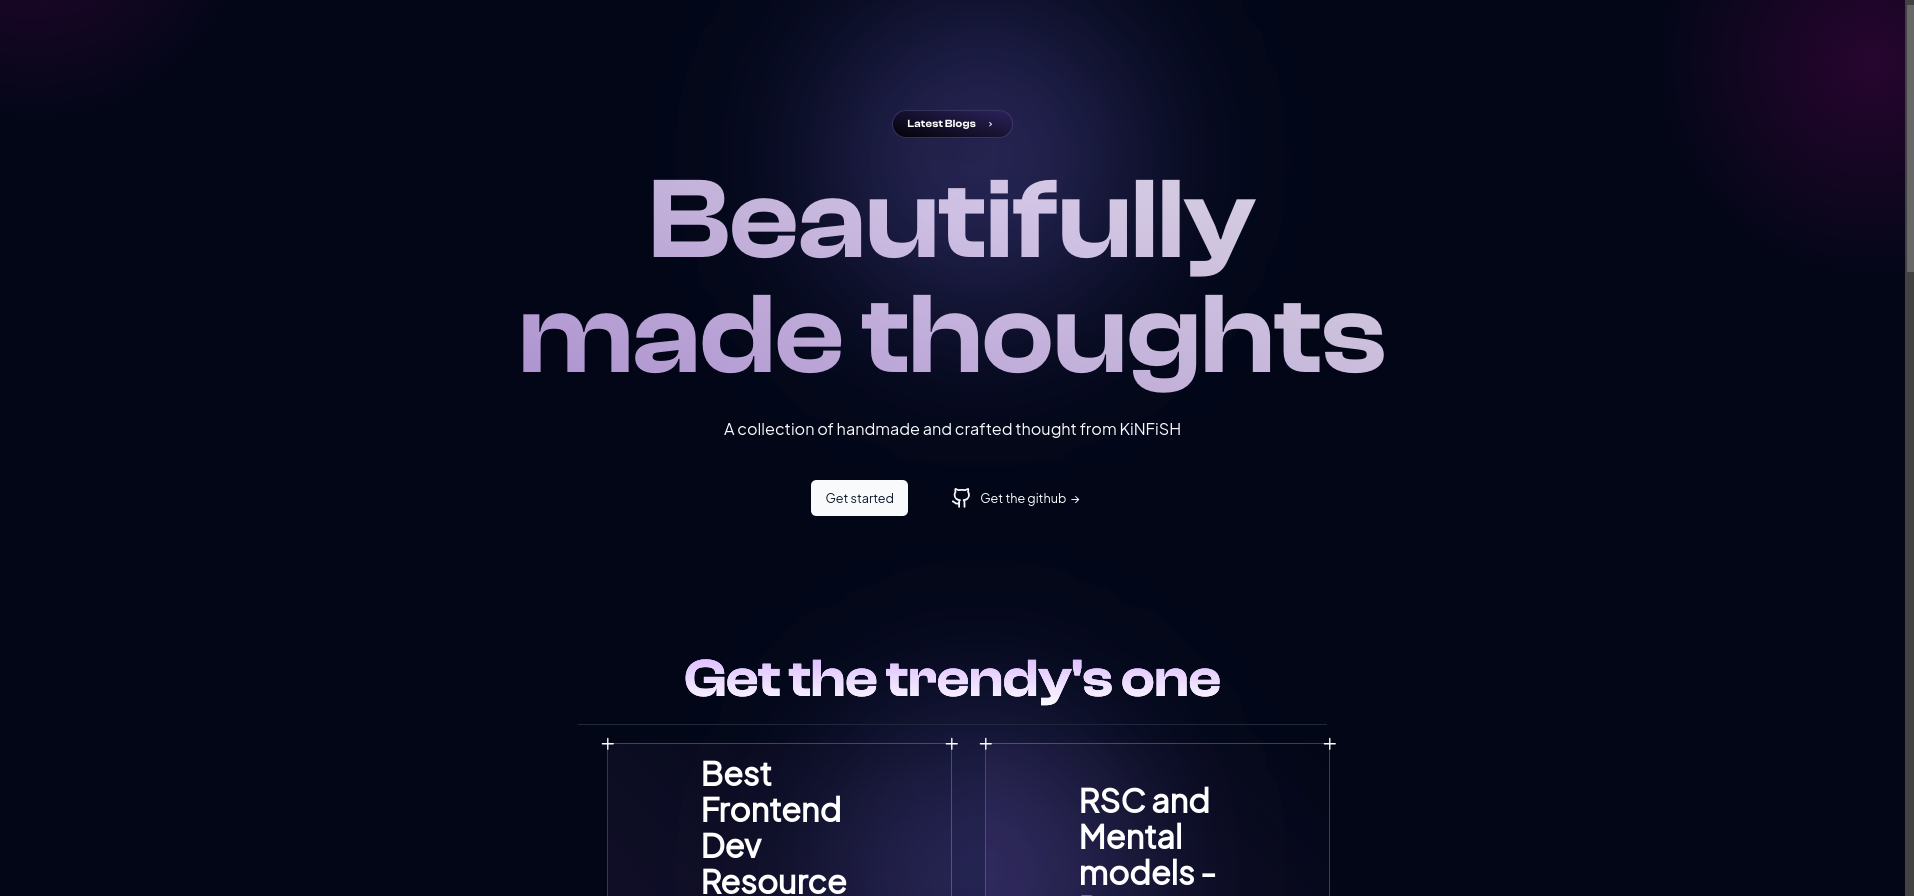 Latest Blogs ›
Beautifully
made thoughts
A collection of handmade and crafted thought from KiNFiSH
Get started
Get the github →
Get the trendy's one
Best
Frontend
Dev
Resource
RSC and
Mental
models -